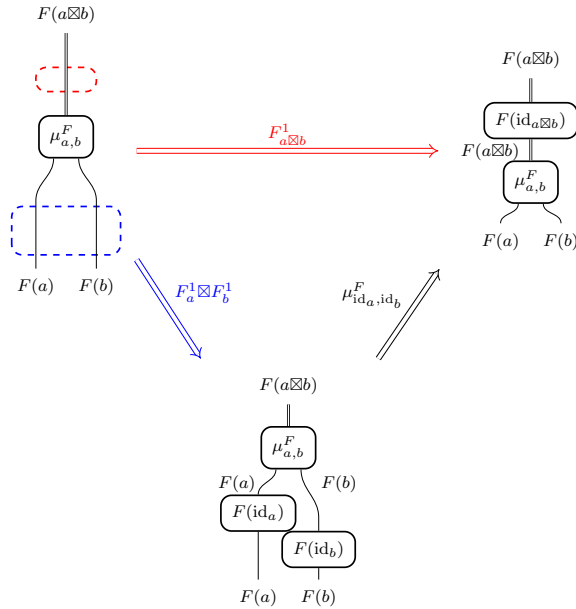 F(a⊠b)
μ^F_{a,b}
F(a)
F(b)
F^1_{a⊠b}
F(a⊠b)
F(id_{a⊠b})
F(a⊠b)
μ^F_{a,b}
F(a)
F(b)
F^1_a⊠F^1_b
μ^F_{id_a,id_b}
F(a⊠b)
μ^F_{a,b}
F(a)
F(b)
F(id_a)
F(id_b)
F(a)
F(b)